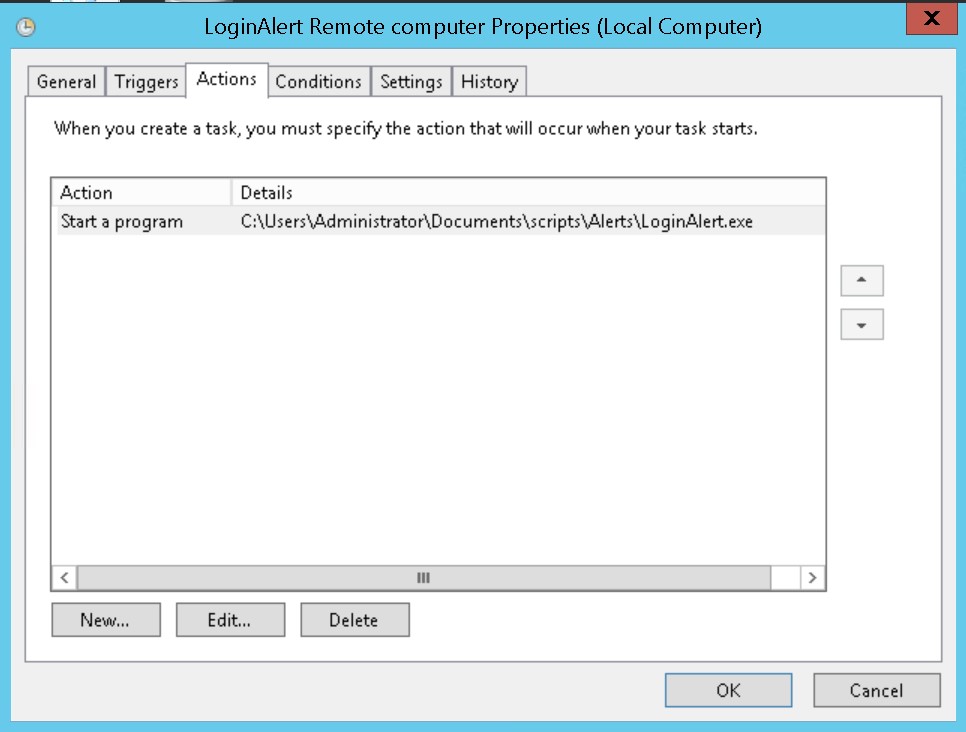 LoginAlert Remote computer Properties (Local Computer)
General Triggers Actions Conditions Settings History
When you create a task, you must specify the action that will occur when your task starts.
Action Details
Start a program C:\Users\Administrator\Documents\scripts\Alerts\LoginAlert.exe
New... Edit... Delete
OK Cancel